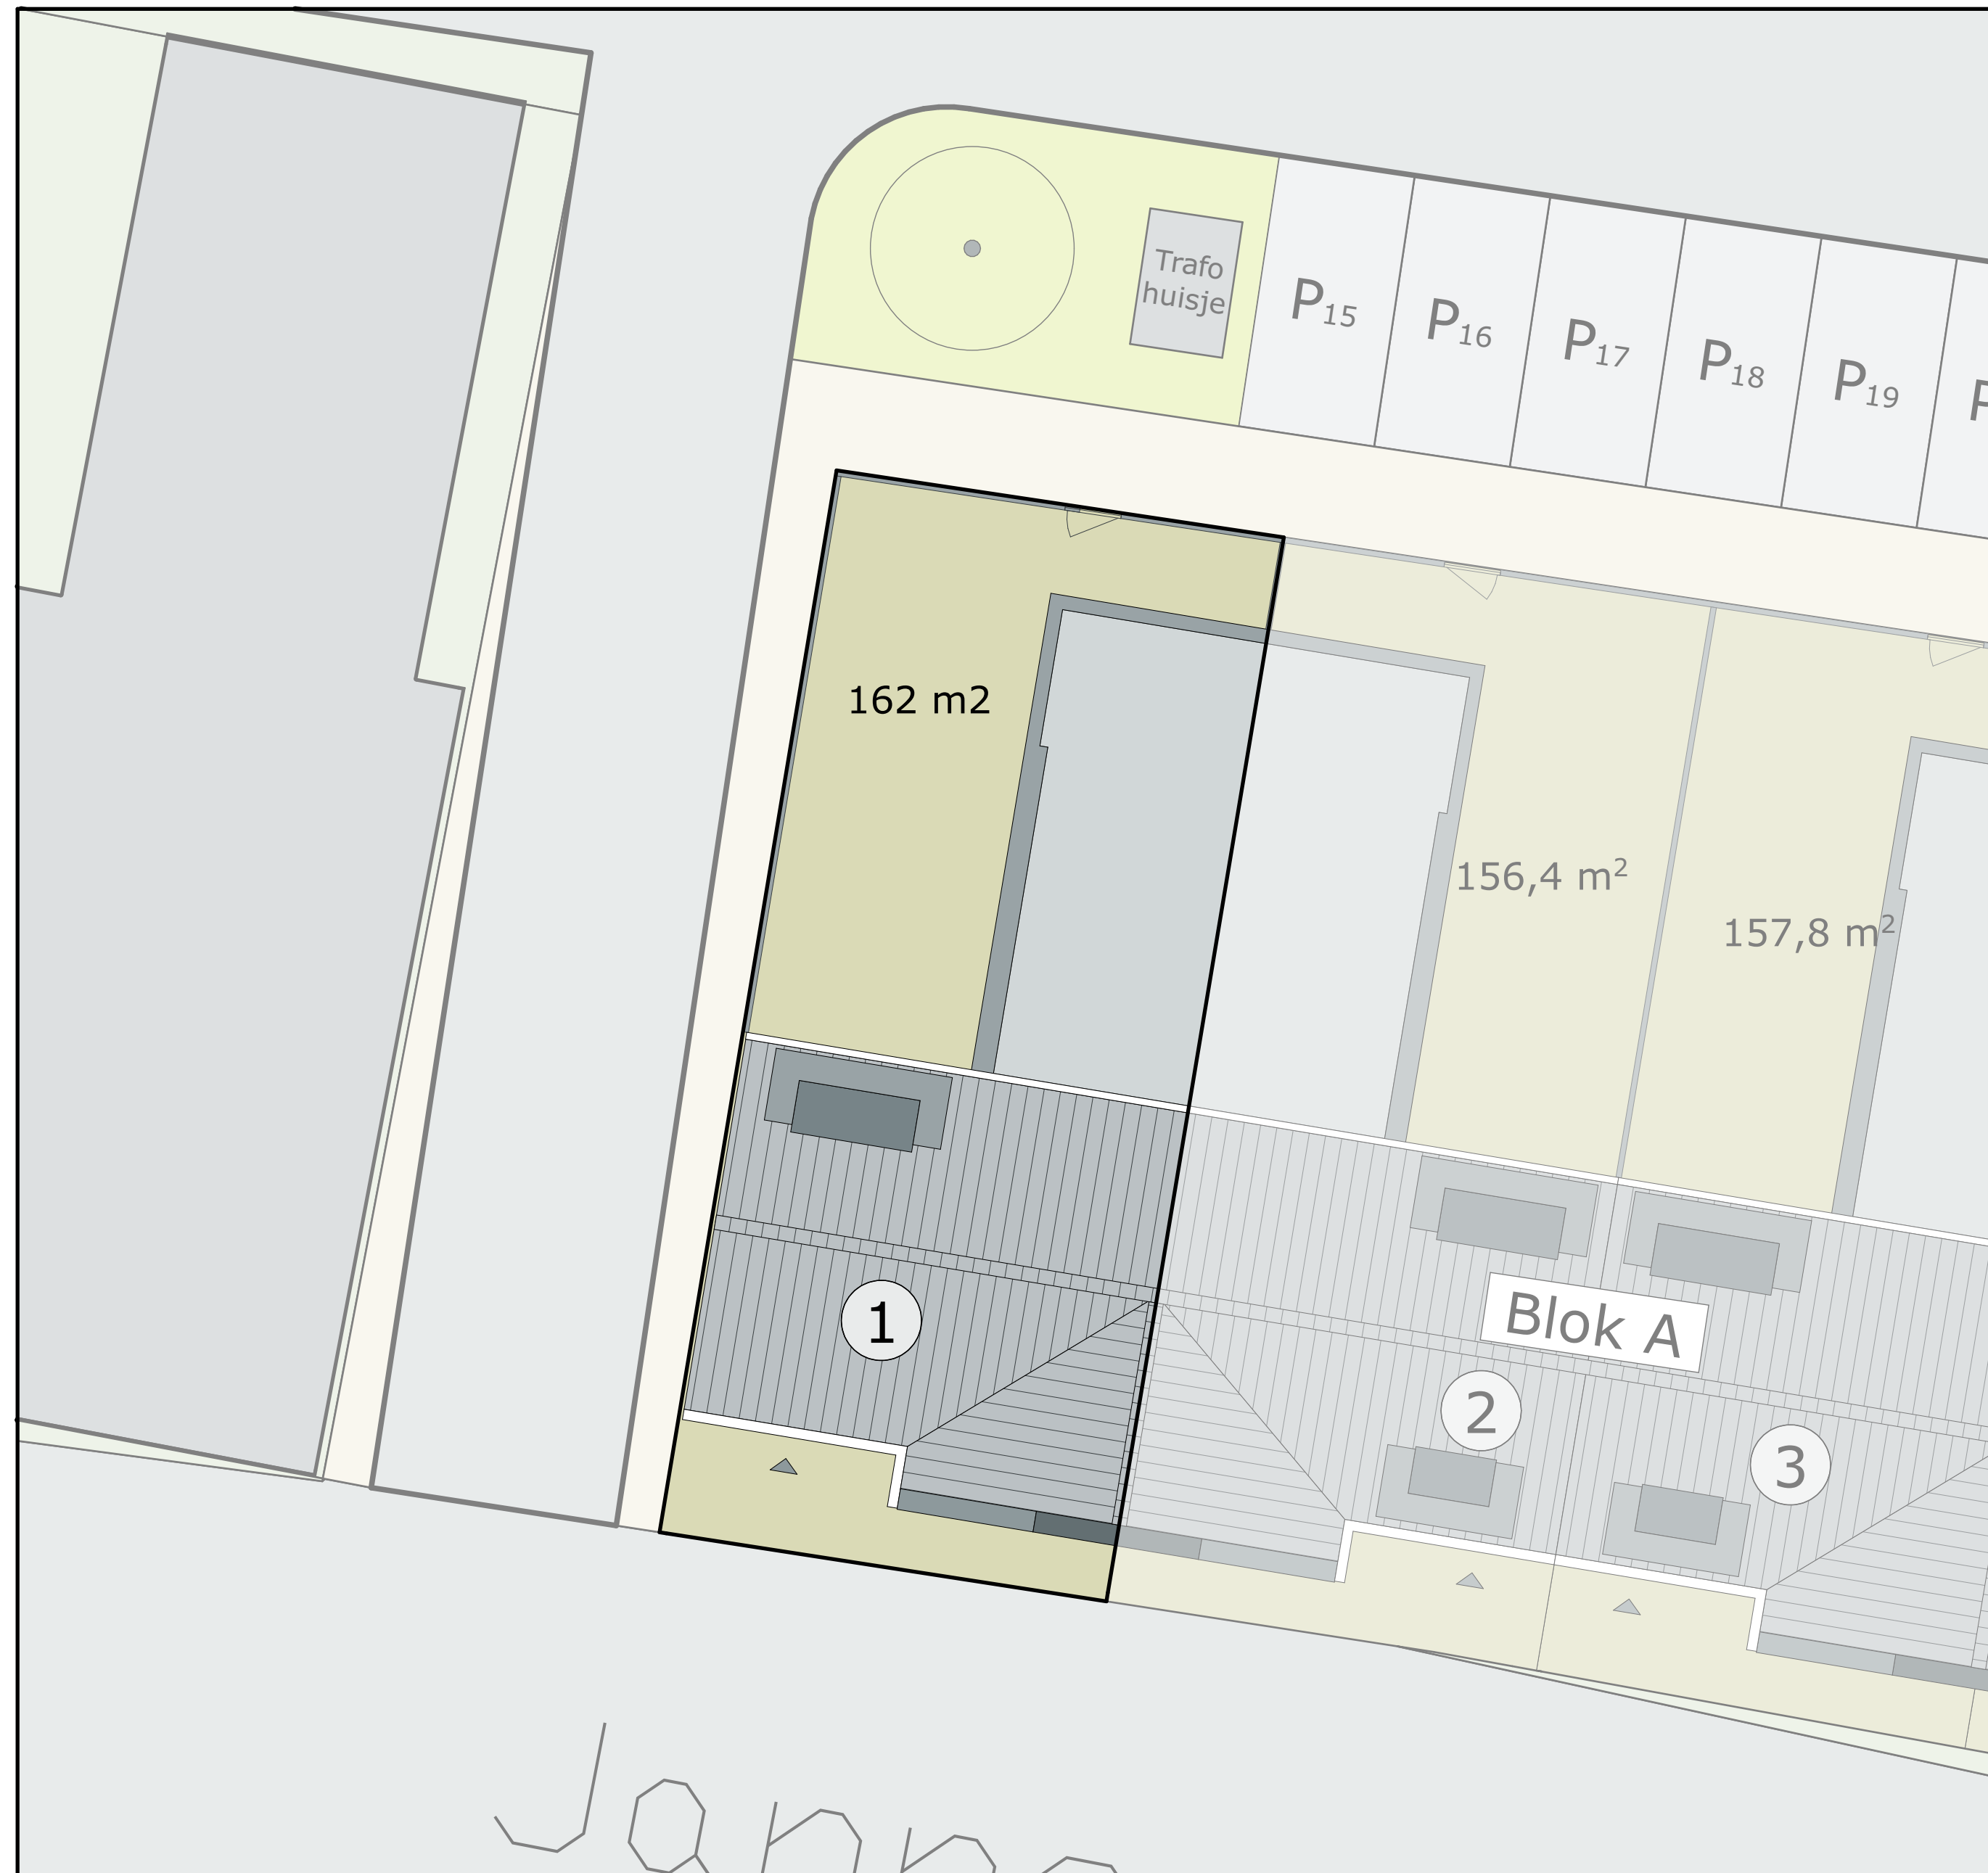 Trafo
huisje
P15
P16
P17
P18
P19
P
162 m2
156,4 m²
157,8 m²
Blok A
1
2
3